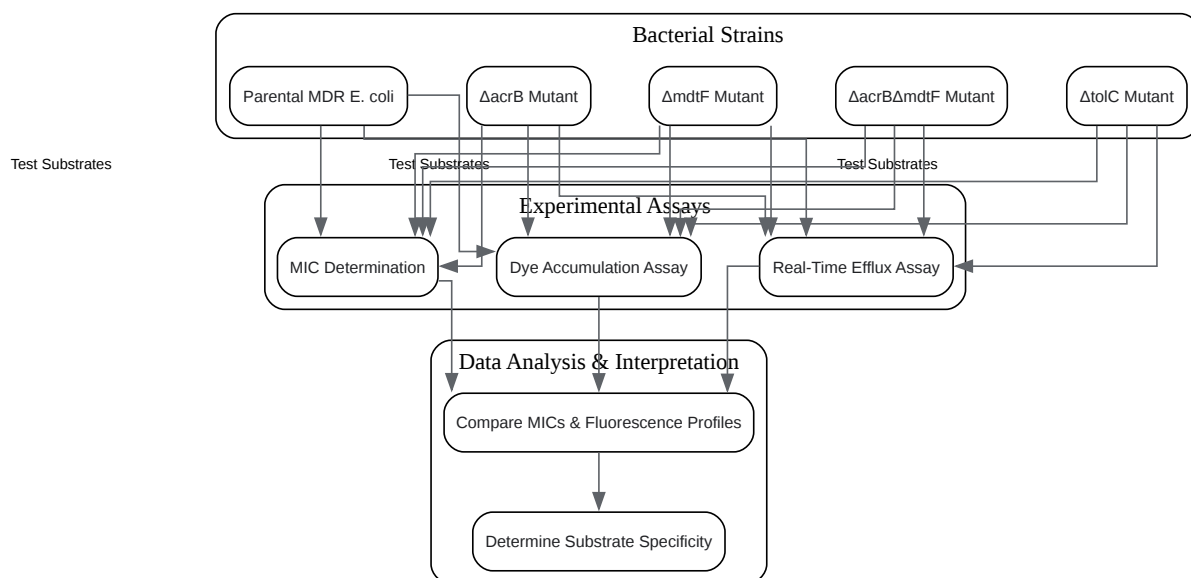 Bacterial Strains
Parental MDR E. coli
ΔacrB Mutant
ΔmdtF Mutant
ΔacrBΔmdtF Mutant
ΔtolC Mutant
Test Substrates
Test Substrates
Test Substrates
Experimental Assays
MIC Determination
Dye Accumulation Assay
Real-Time Efflux Assay
Data Analysis & Interpretation
Compare MICs & Fluorescence Profiles
Determine Substrate Specificity